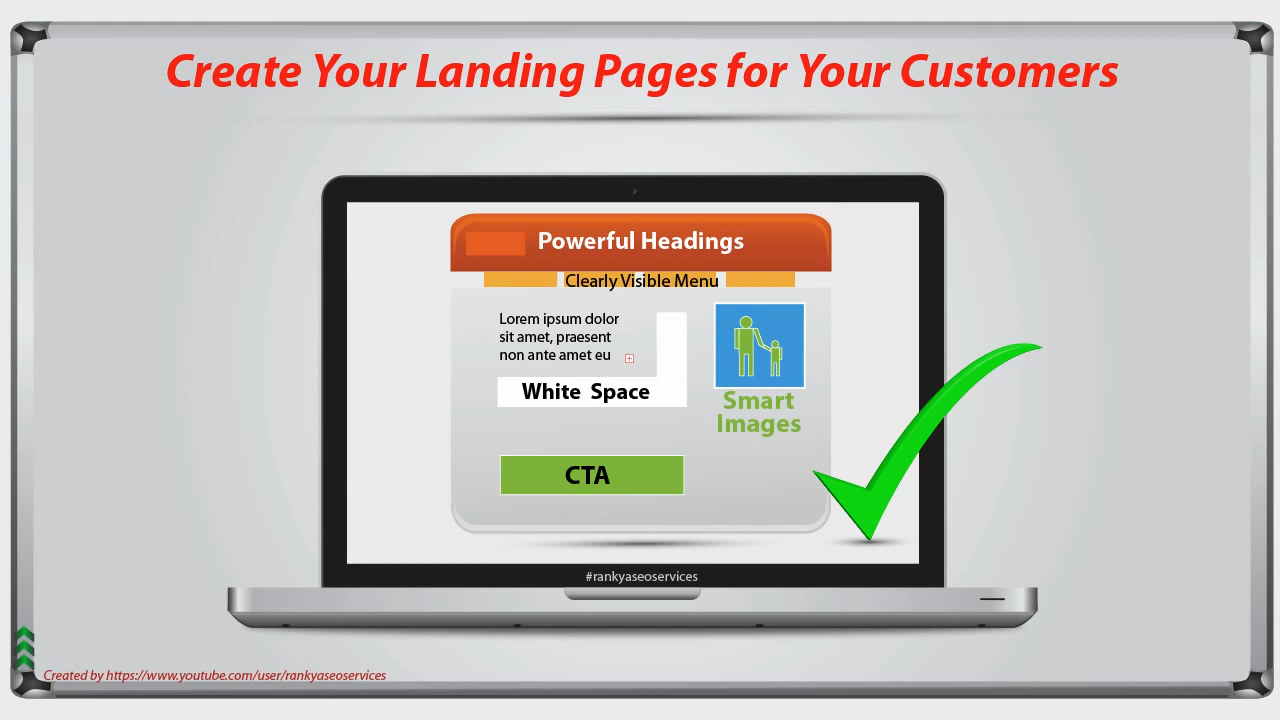 Create Your Landing Pages for Your Customers
Powerful Headings
Clearly Visible Menu
Lorem ipsum dolor
sit amet, praesent
non ante amet eu
White Space
Smart
Images
CTA
#rankyaseoservices
Created by https://www.youtube.com/user/rankyaseoservices